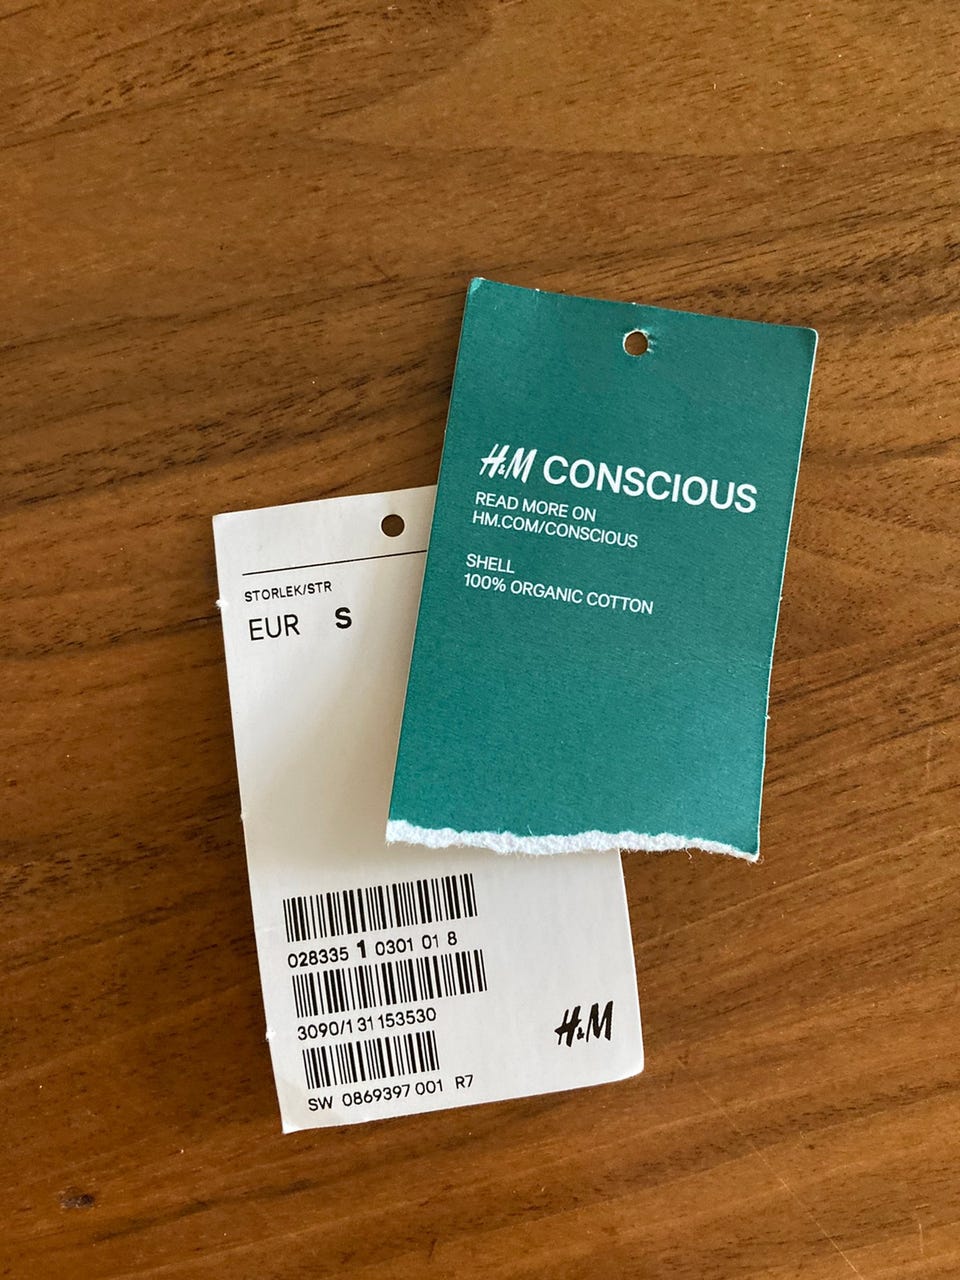 H&M CONSCIOUS
READ MORE ON
HM.COM/CONSCIOUS
SHELL
100% ORGANIC COTTON
STORLEK/STR
EUR S
028335 1 0301 01 8
3090/1 31 153530
SW 0869397 001 R7
H&M